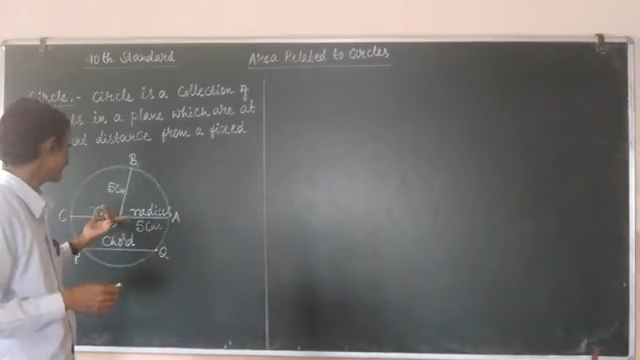 10th Standard
Area Related to Circles
Circle:- Circle is a Collection of
in a plane which are at
distance from a fixed
B
5cm
C
radius A
5cm
Chord
P
Q